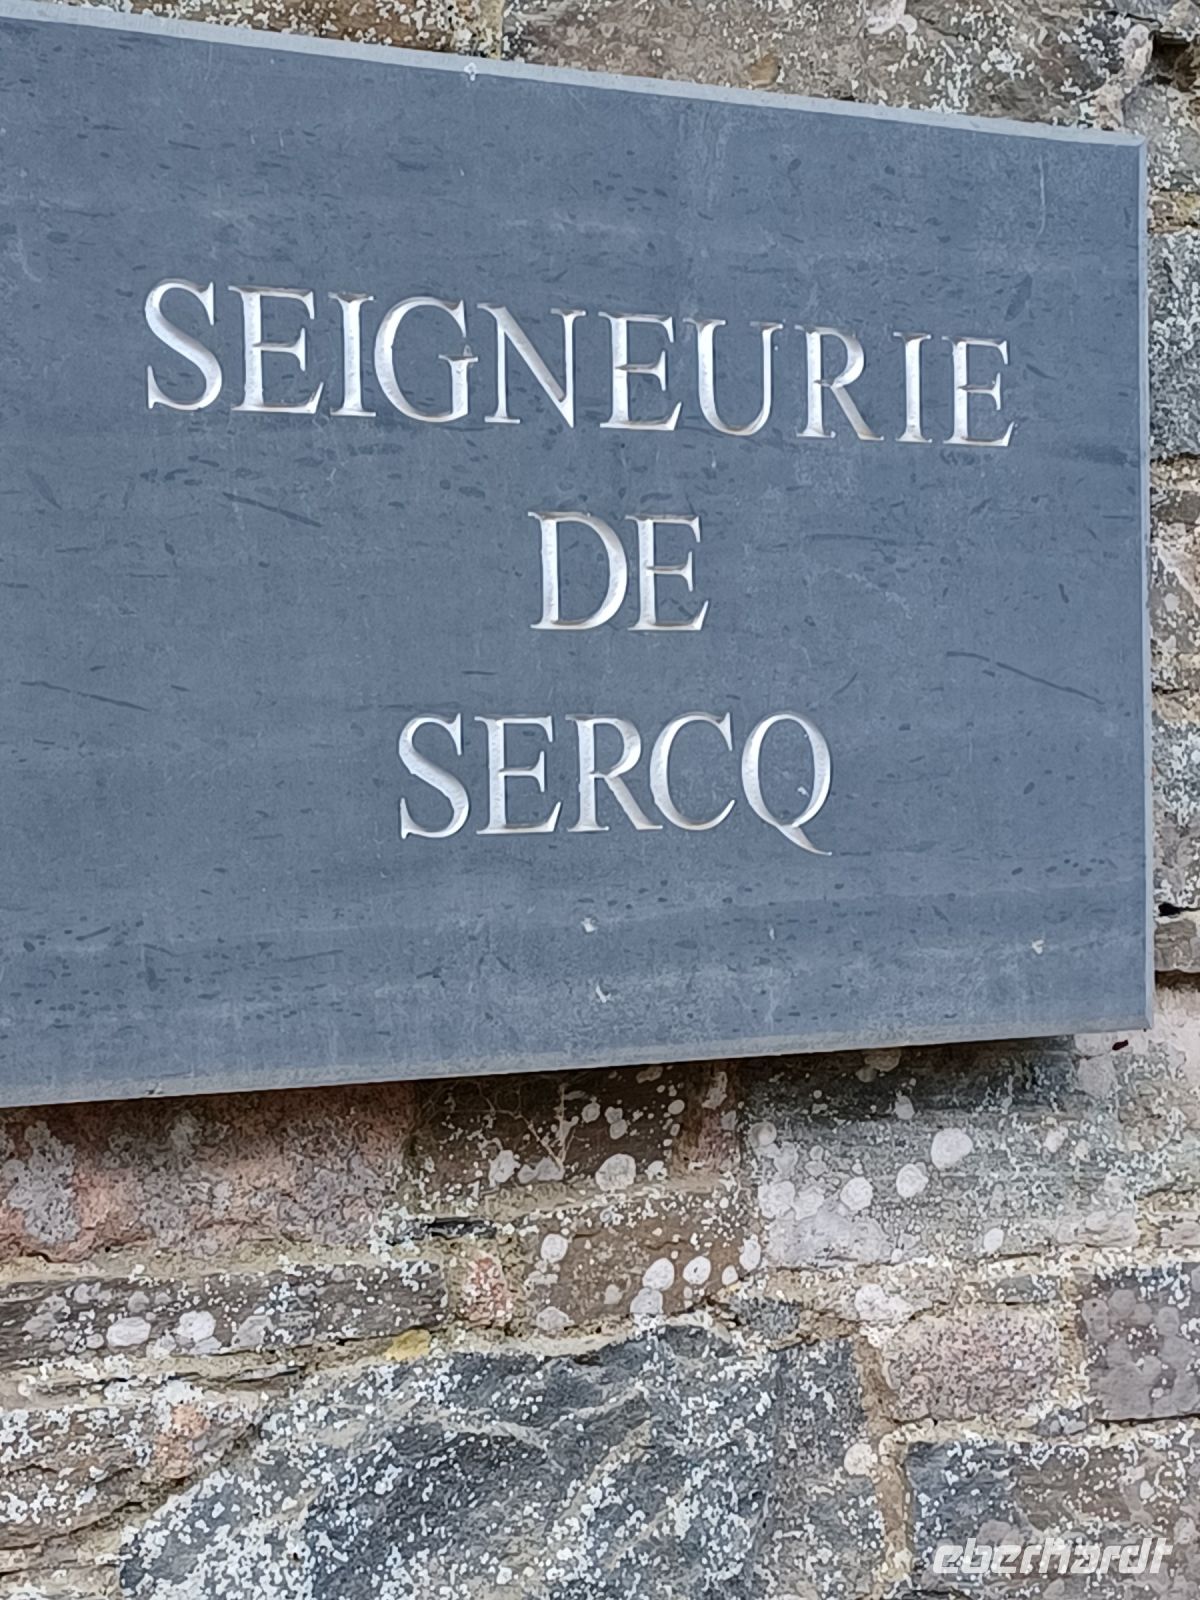 SEIGNEURIE
DE
SERCQ
eberhardt